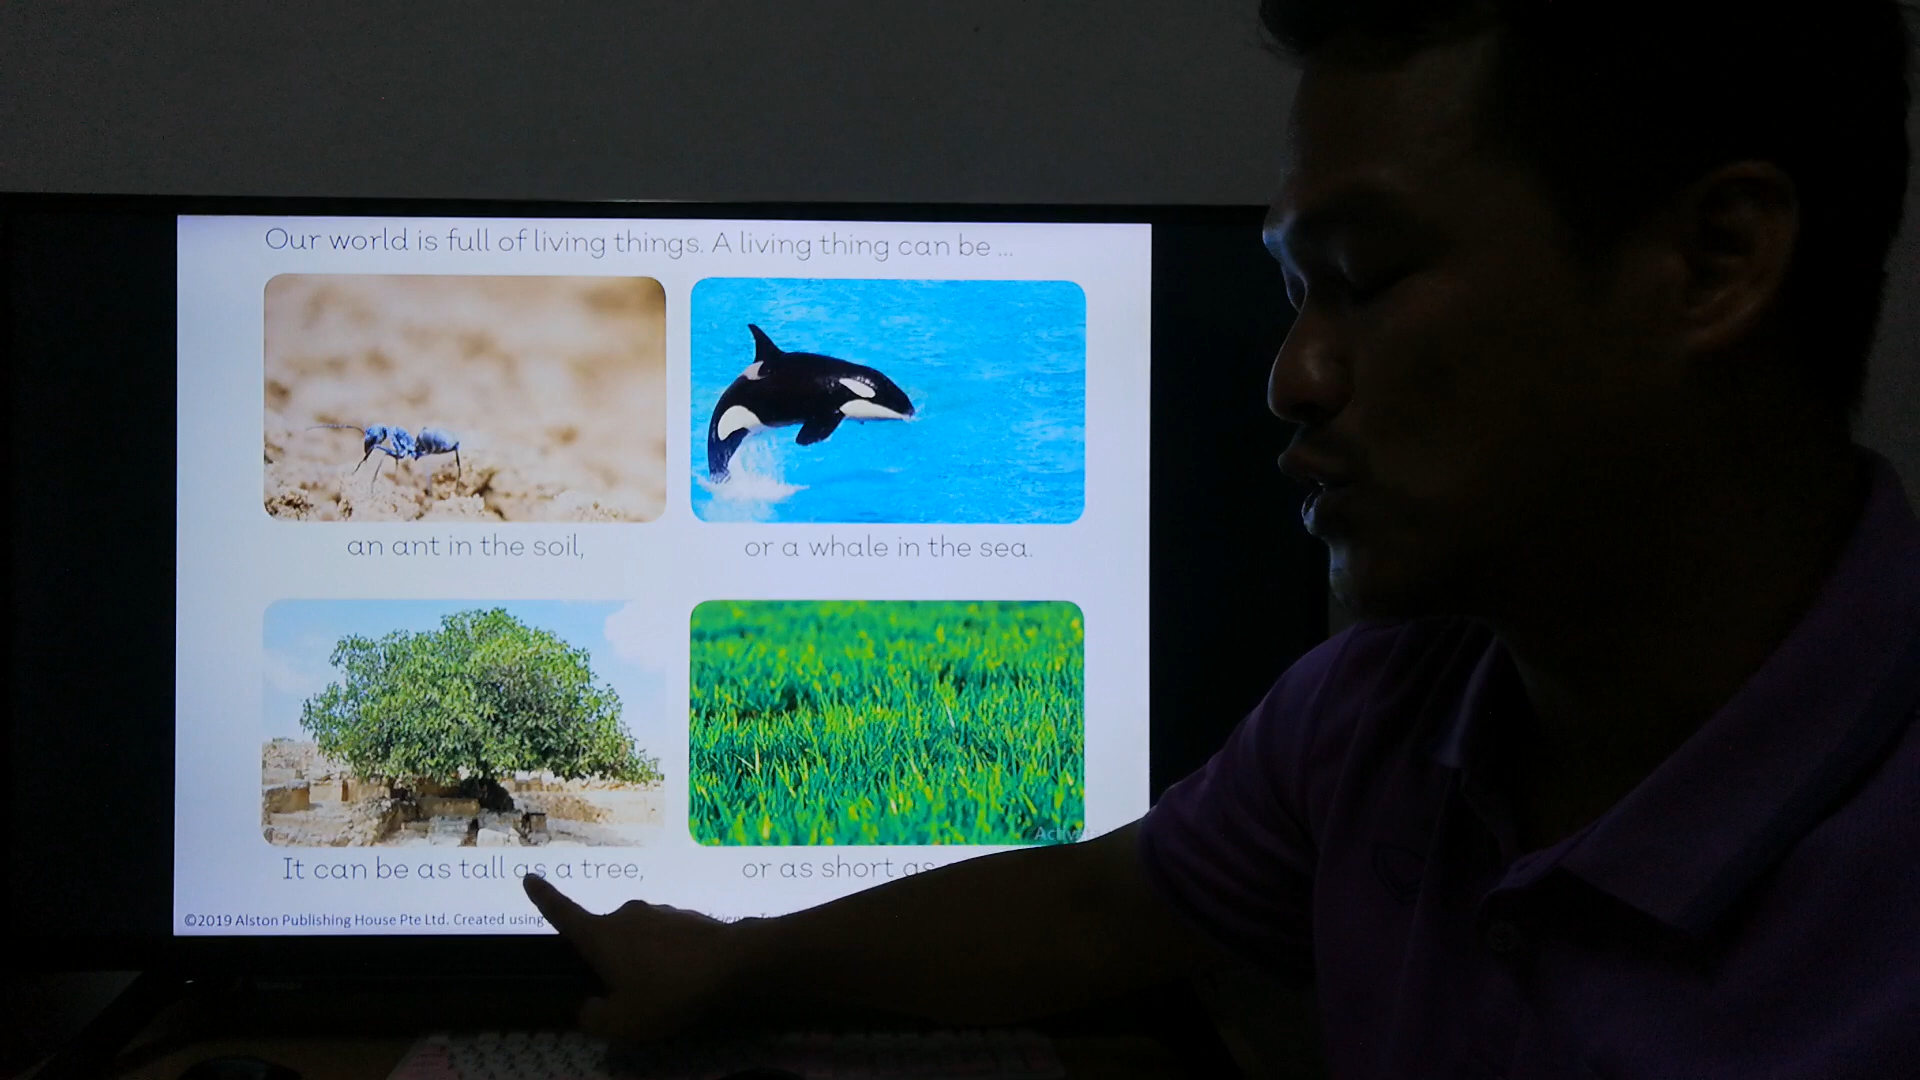 Our world is full of living things. A living thing can be ...
an ant in the soil,
or a whale in the sea.
It can be as tall as a tree,
or as short as
©2019 Alston Publishing House Pte Ltd. Created using